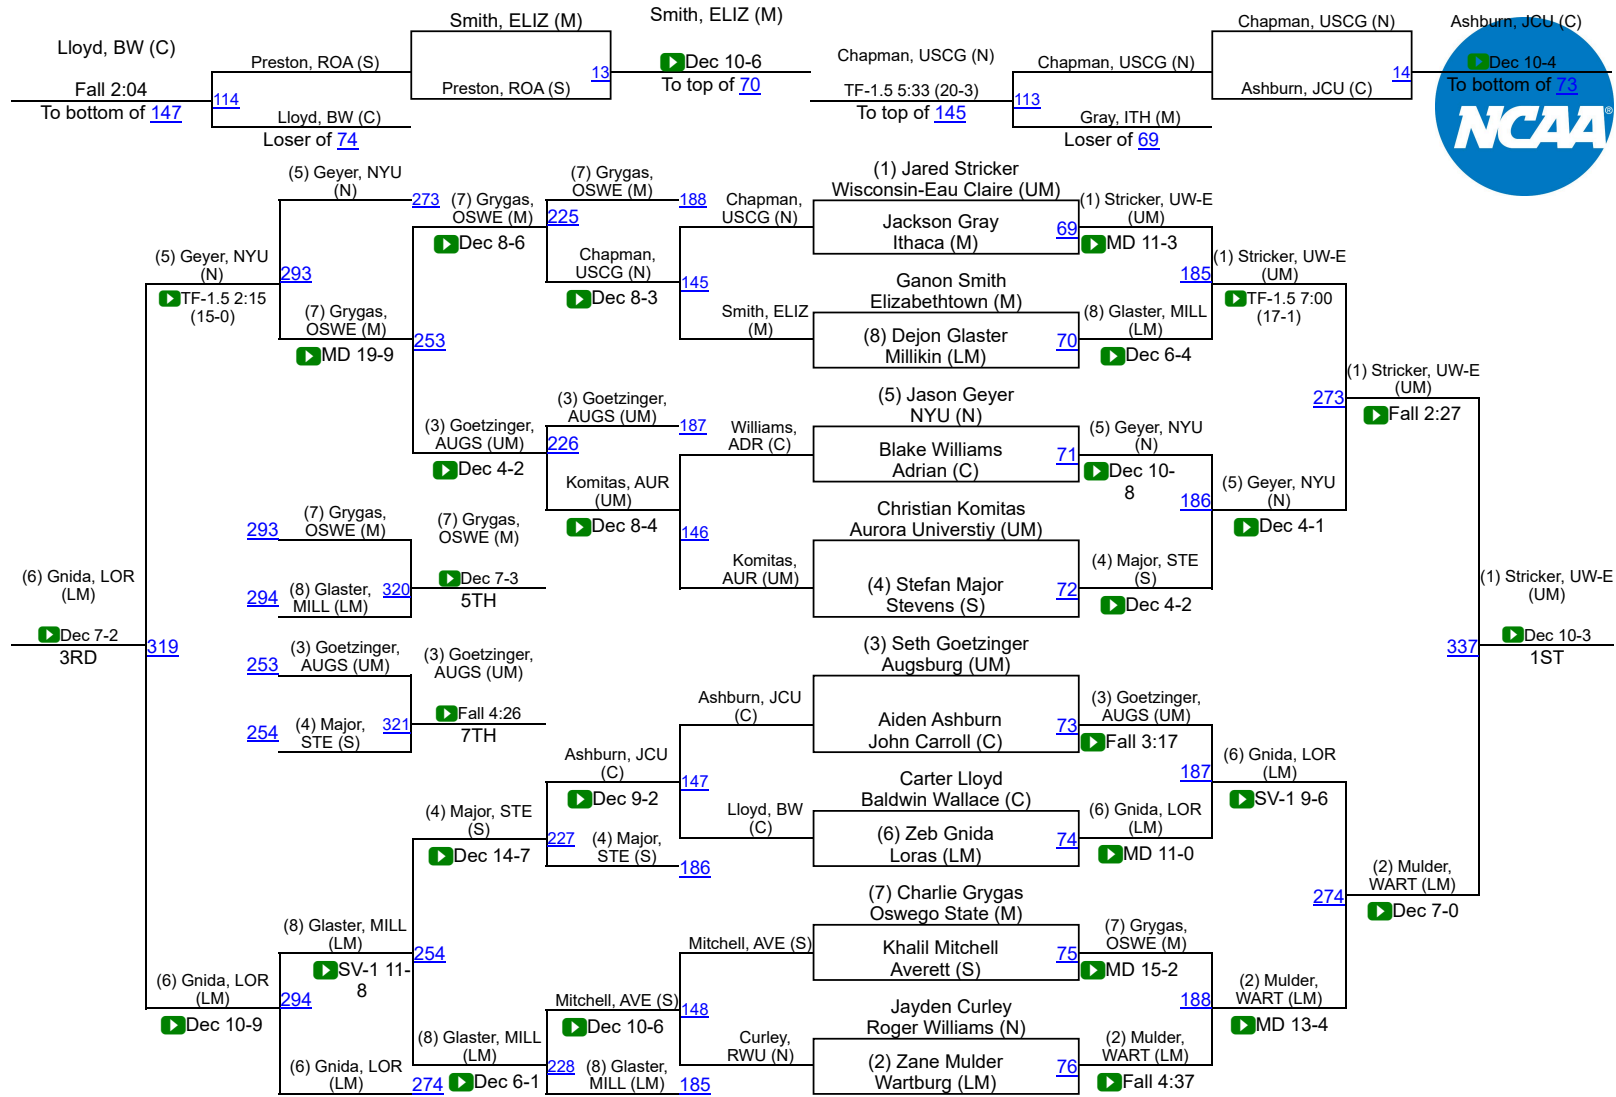 Smith, ELIZ (M)
Lloyd, BW (C)
Preston, ROA (S)
Preston, ROA (S)
13
Smith, ELIZ (M)
Dec 10-6
To top of 70
Fall 2:04
To bottom of 147
114
Lloyd, BW (C)
Loser of 74
Chapman, USCG (N)
TF-1.5 5:33 (20-3)
To top of 145
Chapman, USCG (N)
113
Gray, ITH (M)
Loser of 69
Chapman, USCG (N)
Ashburn, JCU (C)
14
Ashburn, JCU (C)
Dec 10-4
To bottom of 73
NCAA®
(1) Jared Stricker
Wisconsin-Eau Claire (UM)
Jackson Gray
Ithaca (M)
69
Ganon Smith
Elizabethtown (M)
(8) Dejon Glaster
Millikin (LM)
70
(5) Jason Geyer
NYU (N)
Blake Williams
Adrian (C)
71
Christian Komitas
Aurora Universtiy (UM)
(4) Stefan Major
Stevens (S)
72
(3) Seth Goetzinger
Augsburg (UM)
Aiden Ashburn
John Carroll (C)
73
Carter Lloyd
Baldwin Wallace (C)
(6) Zeb Gnida
Loras (LM)
74
(7) Charlie Grygas
Oswego State (M)
Khalil Mitchell
Averett (S)
75
Jayden Curley
Roger Williams (N)
(2) Zane Mulder
Wartburg (LM)
76
(1) Stricker, UW-E
(UM)
MD 11-3
185
(8) Glaster, MILL
(LM)
Dec 6-4
(5) Geyer, NYU
(N)
Dec 10-
8
186
(4) Major, STE
(S)
Dec 4-2
(3) Goetzinger,
AUGS (UM)
Fall 3:17
187
(6) Gnida, LOR
(LM)
MD 11-0
(7) Grygas,
OSWE (M)
MD 15-2
188
(2) Mulder,
WART (LM)
Fall 4:37
(1) Stricker, UW-E
(UM)
TF-1.5 7:00
(17-1)
273
(5) Geyer, NYU
(N)
Dec 4-1
(6) Gnida, LOR
(LM)
SV-1 9-6
274
(2) Mulder,
WART (LM)
MD 13-4
(1) Stricker, UW-E
(UM)
Fall 2:27
337
(2) Mulder,
WART (LM)
Dec 7-0
(1) Stricker, UW-E
(UM)
Dec 10-3
1ST
Chapman,
USCG (N)
145
Smith, ELIZ
(M)
Williams,
ADR (C)
146
Komitas,
AUR (UM)
Ashburn, JCU
(C)
147
Lloyd, BW
(C)
Mitchell, AVE (S)
148
Curley,
RWU (N)
(7) Grygas,
OSWE (M)
188
225
Chapman,
USCG (N)
Dec 8-3
(3) Goetzinger,
AUGS (UM)
187
226
Komitas, AUR
(UM)
Dec 8-4
Ashburn, JCU
(C)
Dec 9-2
227
(4) Major,
STE (S)
186
Mitchell, AVE (S)
Dec 10-6
228
(8) Glaster,
MILL (LM)
185
(7) Grygas,
OSWE (M)
Dec 8-6
253
(3) Goetzinger,
AUGS (UM)
Dec 4-2
(4) Major, STE
(S)
Dec 14-7
254
(8) Glaster, MILL
(LM)
Dec 6-1
(5) Geyer, NYU
(N)
273
293
(7) Grygas,
OSWE (M)
MD 19-9
(8) Glaster, MILL
(LM)
SV-1 11-
8
294
(6) Gnida, LOR
(LM)
274
(5) Geyer, NYU
(N)
TF-1.5 2:15
(15-0)
319
(6) Gnida, LOR
(LM)
Dec 10-9
(6) Gnida, LOR
(LM)
Dec 7-2
3RD
293
(7) Grygas,
OSWE (M)
294
(8) Glaster,
MILL (LM)
320
(7) Grygas,
OSWE (M)
Dec 7-3
5TH
253
(3) Goetzinger,
AUGS (UM)
254
(4) Major,
STE (S)
321
(3) Goetzinger,
AUGS (UM)
Fall 4:26
7TH